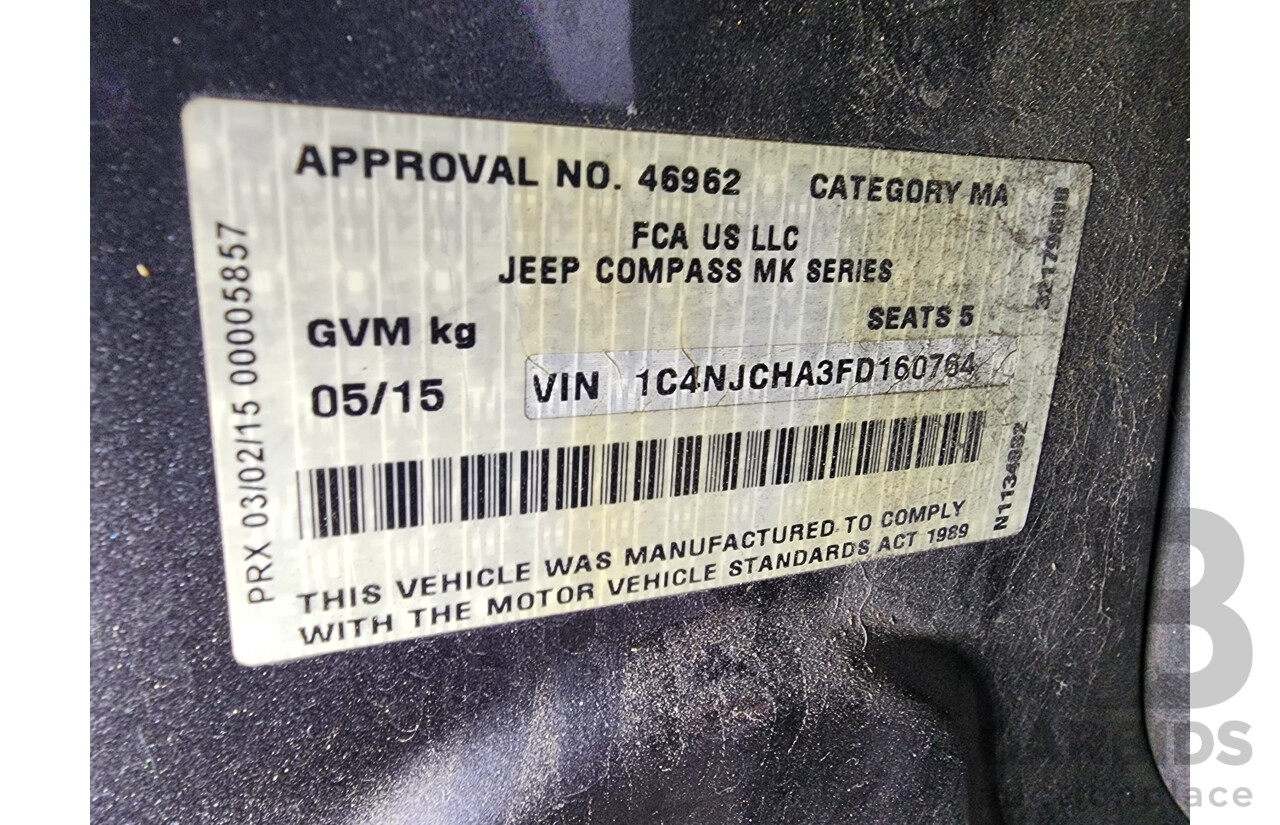 APPROVAL NO. 46962 CATEGORY MA
FCA US LLC
JEEP COMPASS MK SERIES
GVM kg SEATS 5
05/15 VIN 1C4NJCHA3FD160764
THIS VEHICLE WAS MANUFACTURED TO COMPLY
WITH THE MOTOR VEHICLE STANDARDS ACT 1989
PRX 03/02/15 00005857
N1134882